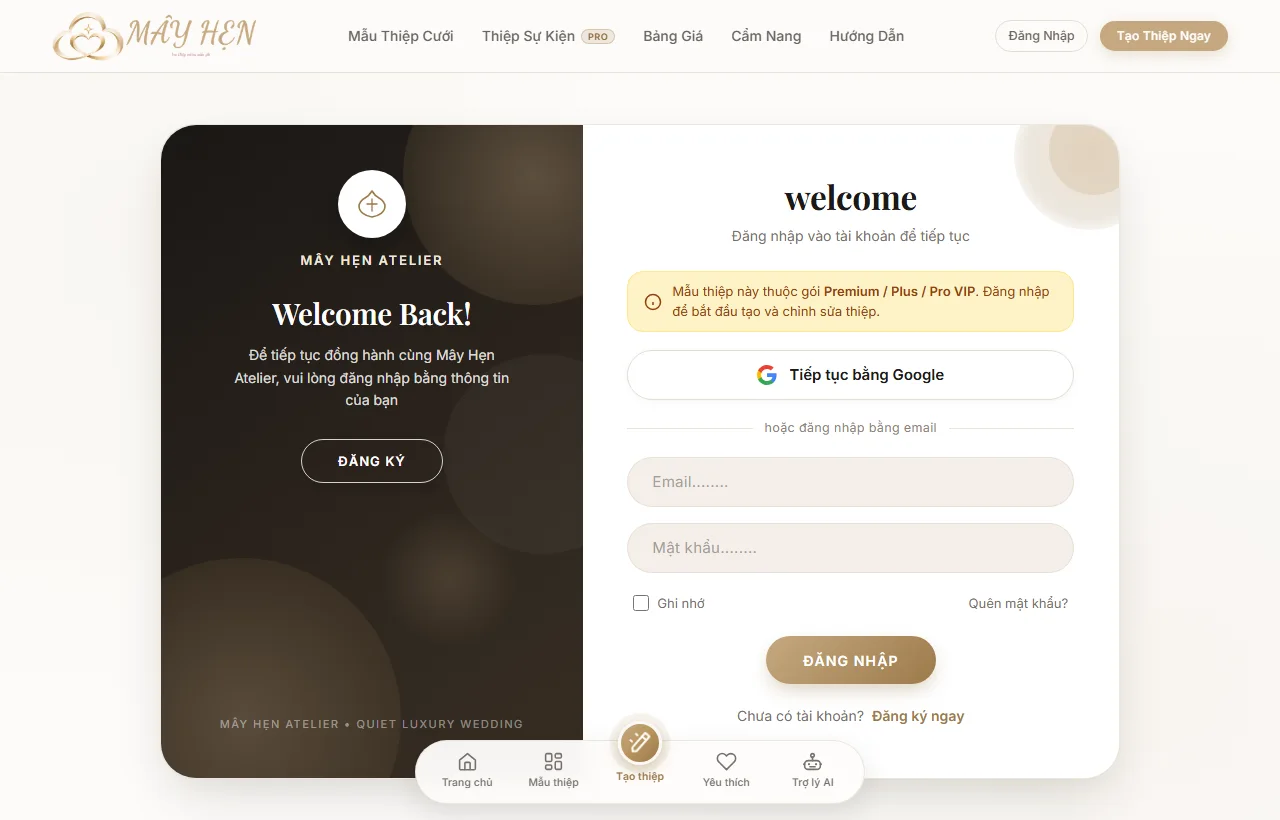 MÂY HẸN
Mẫu Thiệp Cưới
Thiệp Sự Kiện PRO
Bảng Giá
Cẩm Nang
Hướng Dẫn
Đăng Nhập
Tạo Thiệp Ngay
MÂY HẸN ATELIER
Welcome Back!
Để tiếp tục đồng hành cùng Mây Hẹn
Atelier, vui lòng đăng nhập bằng thông tin
của bạn
ĐĂNG KÝ
MÂY HẸN ATELIER • QUIET LUXURY WEDDING
welcome
Đăng nhập vào tài khoản để tiếp tục
Mẫu thiệp này thuộc gói Premium / Plus / Pro VIP. Đăng nhập
để bắt đầu tạo và chỉnh sửa thiệp.
Tiếp tục bằng Google
hoặc đăng nhập bằng email
Email........
Mật khẩu........
Ghi nhớ
Quên mật khẩu?
ĐĂNG NHẬP
Chưa có tài khoản? Đăng ký ngay
Trang chủ
Mẫu thiệp
Tạo thiệp
Yêu thích
Trợ lý AI